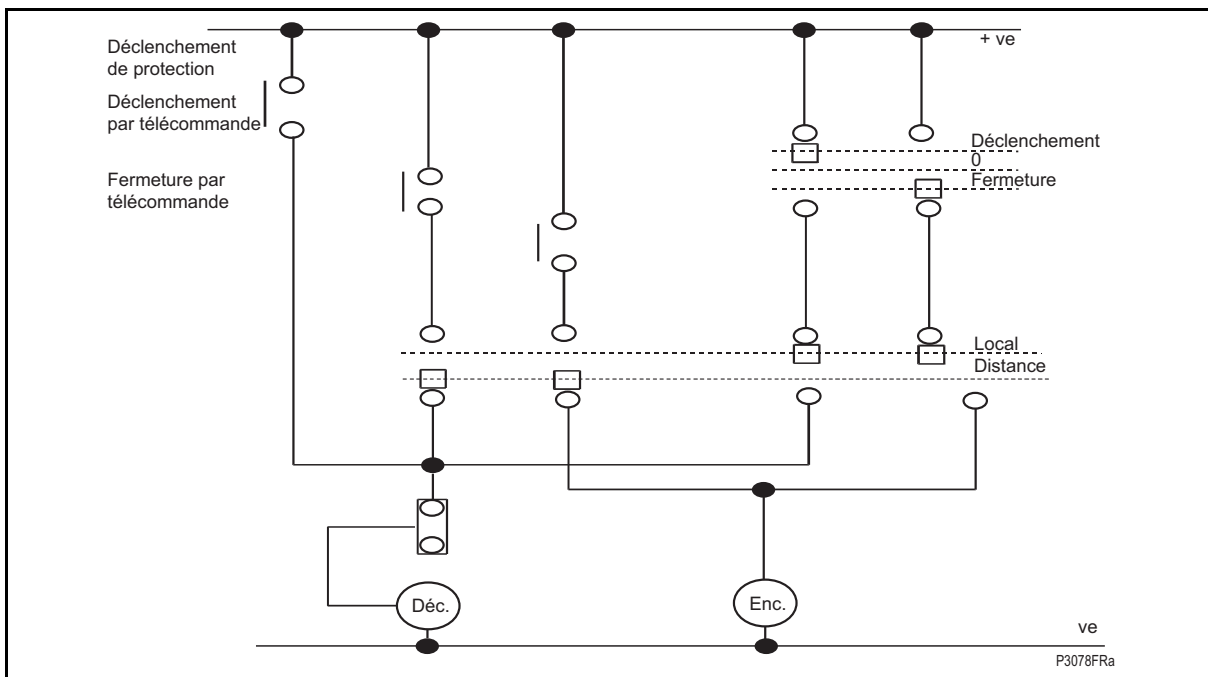 Déclenchement
de protection
Déclenchement
par télécommande
Fermeture par
télécommande
+ ve
Déclenchement
0
Fermeture
Local
Distance
Déc.
Enc.
ve
P3078FRa